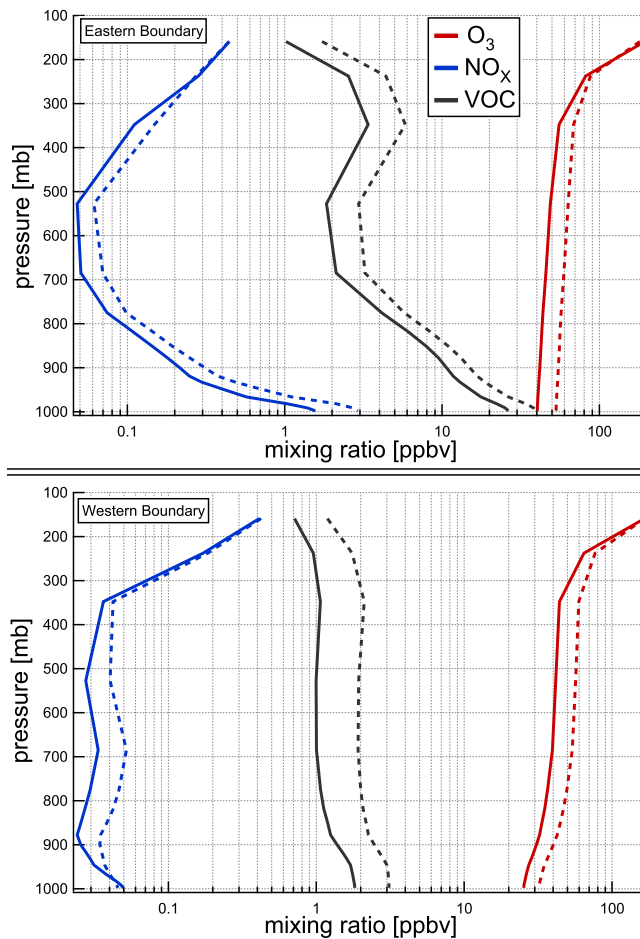 Eastern Boundary
O3
NOX
VOC
pressure [mb]
100
200
300
400
500
600
700
800
900
1000
0.1 1 10 100
mixing ratio [ppbv]
Western Boundary
pressure [mb]
100
200
300
400
500
600
700
800
900
1000
0.1 1 10 100
mixing ratio [ppbv]